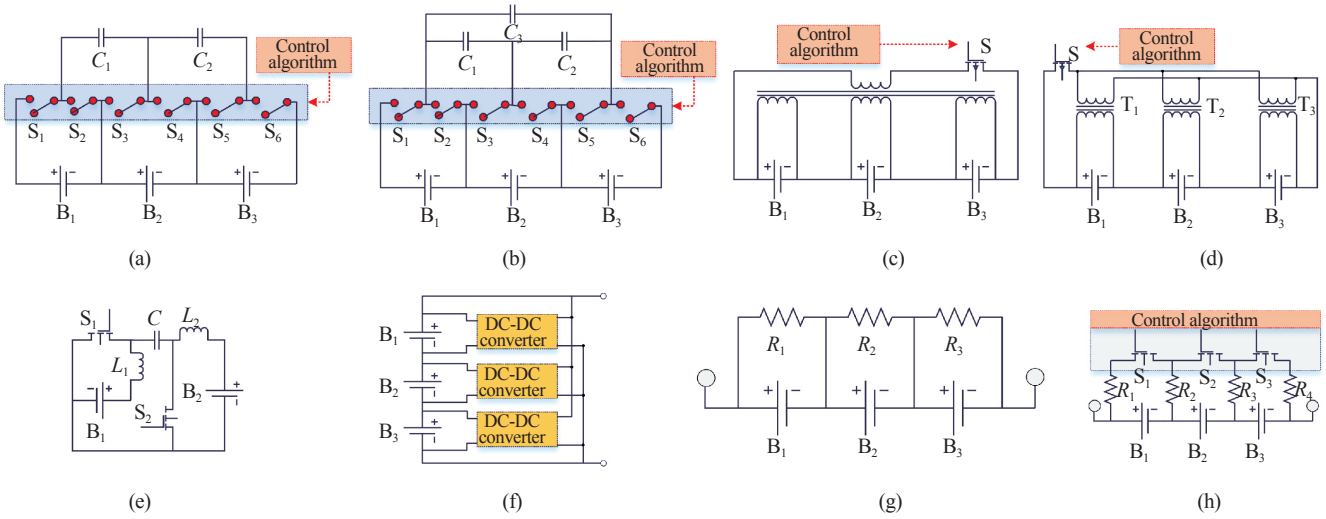 C₁ C₂
Control
algorithm
S₁ S₂ S₃ S₄ S₅ S₆
B₁ B₂ B₃
(a)
C₃
C₁ C₂
Control
algorithm
S₁ S₂ S₃ S₄ S₅ S₆
B₁ B₂ B₃
(b)
Control
algorithm
S
B₁ B₂ B₃
(c)
S
Control
algorithm
T₁ T₂ T₃
B₁ B₂ B₃
(d)
S₁ C L₂
L₁
B₂
S₂
B₁
(e)
B₁
DC-DC
converter
B₂
DC-DC
converter
B₃
DC-DC
converter
(f)
R₁ R₂ R₃
B₁ B₂ B₃
(g)
Control algorithm
S₁ S₂ S₃
R₁ R₂ R₃ R₄
B₁ B₂ B₃
(h)